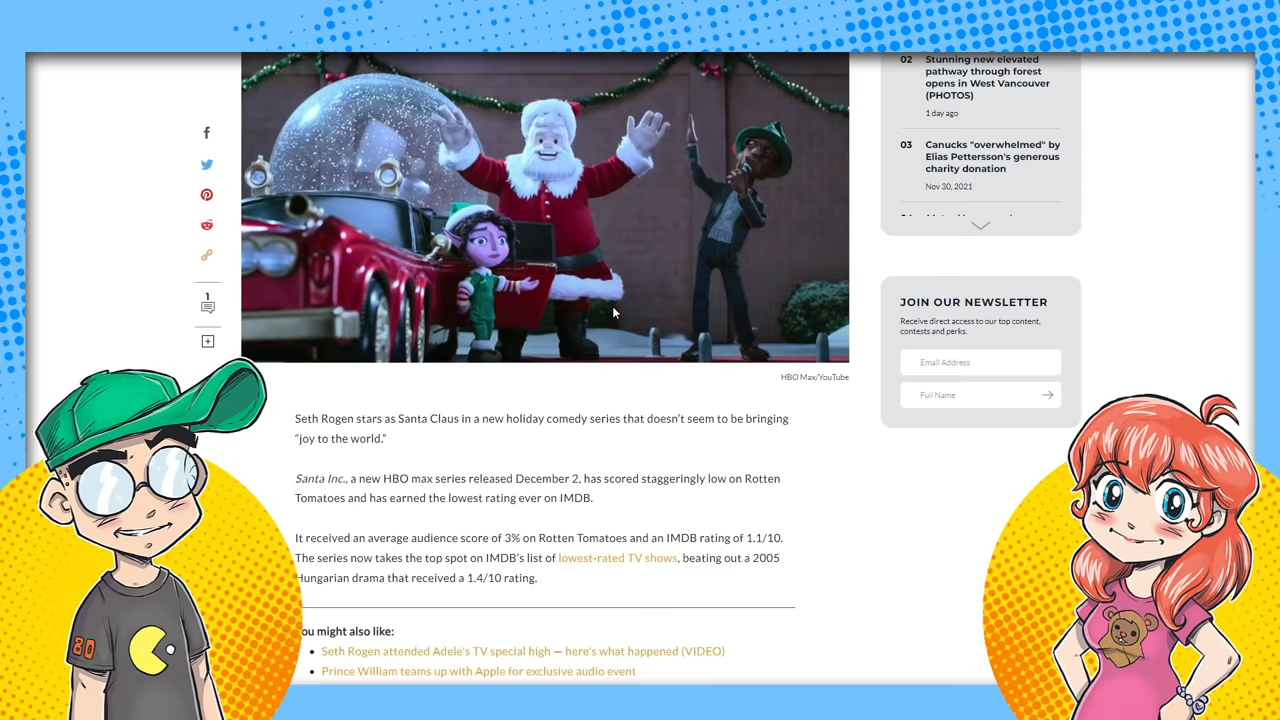 02 Stunning new elevated
pathway through forest
opens in West Vancouver
(PHOTOS)
1 day ago
03 Canucks "overwhelmed" by
Elias Pettersson's generous
charity donation
Nov 30, 2021
1
JOIN OUR NEWSLETTER
Receive direct access to our top content,
contests and perks.
Email Address
Full Name
HBO Max/YouTube
Seth Rogen stars as Santa Claus in a new holiday comedy series that doesn't seem to be bringing
“joy to the world.”
Santa Inc., a new HBO max series released December 2, has scored staggeringly low on Rotten
Tomatoes and has earned the lowest rating ever on IMDB.
It received an average audience score of 3% on Rotten Tomatoes and an IMDB rating of 1.1/10.
The series now takes the top spot on IMDB's list of lowest-rated TV shows, beating out a 2005
Hungarian drama that received a 1.4/10 rating.
ou might also like:
• Seth Rogen attended Adele's TV special high — here's what happened (VIDEO)
• Prince William teams up with Apple for exclusive audio event
80